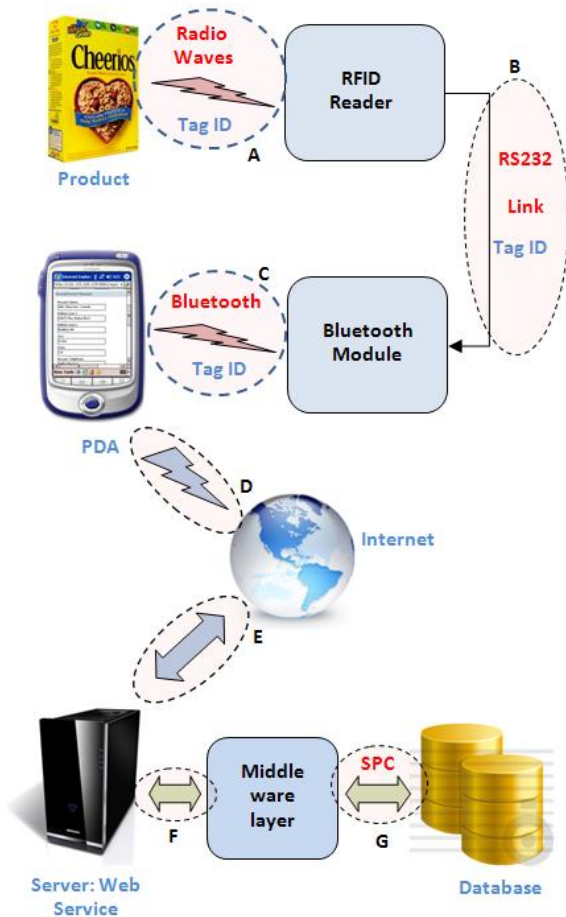 Cheerios
Radio
Waves
Tag ID
A
Product
RFID
Reader
B
RS232
Link
Tag ID
C
Bluetooth
Tag ID
Bluetooth
Module
PDA
D
Internet
E
Middle
ware
layer
SPC
F
G
Server: Web
Service
Database